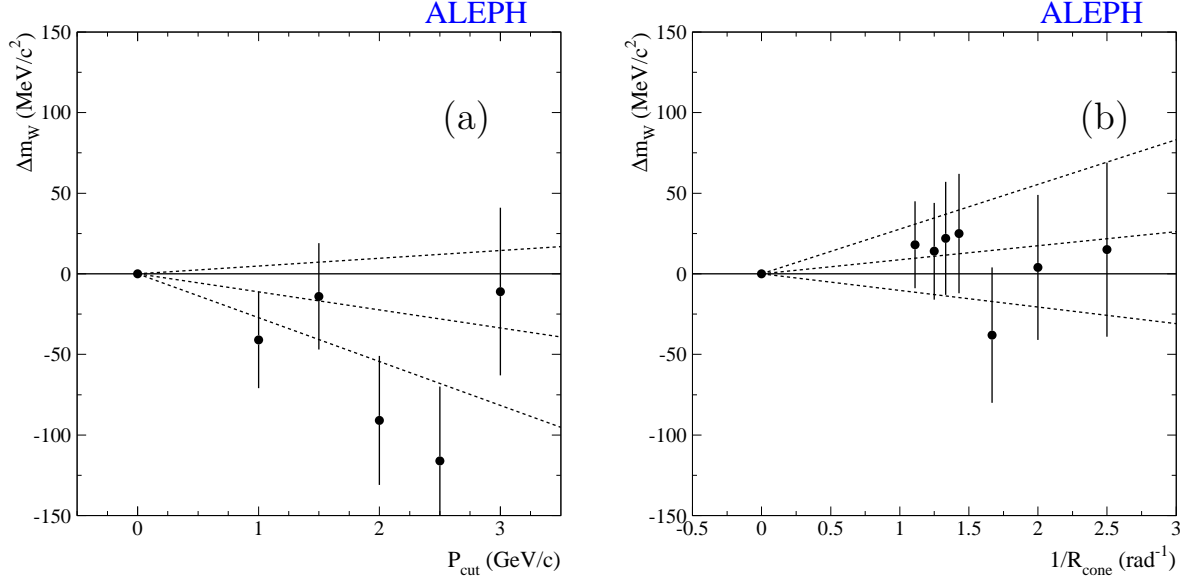 ALEPH
ALEPH
150
100
50
0
-50
-100
-150
Δm_W (MeV/c2)
(a)
0 1 2 3
P_cut (GeV/c)
150
100
50
0
-50
-100
-150
Δm_W (MeV/c2)
(b)
-0.5 0 0.5 1 1.5 2 2.5 3
1/R_cone (rad-1)